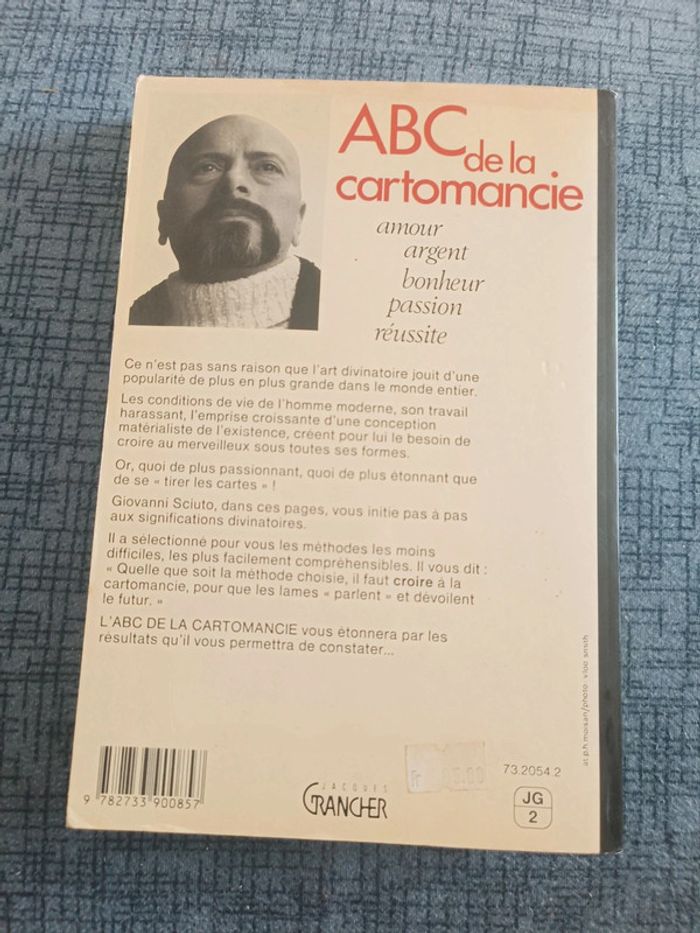 ABC
de la
cartomancie
amour
argent
bonheur
passion
réussite
Ce n'est pas sans raison que l'art divinatoire jouit d'une
popularité de plus en plus grande dans le monde entier.
Les conditions de vie de l'homme moderne, son travail
harassant, l'emprise croissante d'une conception
matérialiste de l'existence, créent pour lui le besoin de
croire au merveilleux sous toutes ses formes.
Or, quoi de plus passionnant, quoi de plus étonnant que
de se « tirer les cartes » !
Giovanni Sciuto, dans ces pages, vous initie pas à pas
aux significations divinatoires.
Il a sélectionné pour vous les méthodes les moins
difficiles, les plus facilement compréhensibles. Il vous dit :
« Quelle que soit la méthode choisie, il faut croire à la
cartomancie, pour que les lames « parlent » et dévoilent
le futur. »
L'ABC DE LA CARTOMANCIE vous étonnera par les
résultats qu'il vous permettra de constater...
at.p.h.moisan/photo: viloo smith
9 782733 900857
Fr
JACQUES
GRANCHER
73.2054.2
JG
2